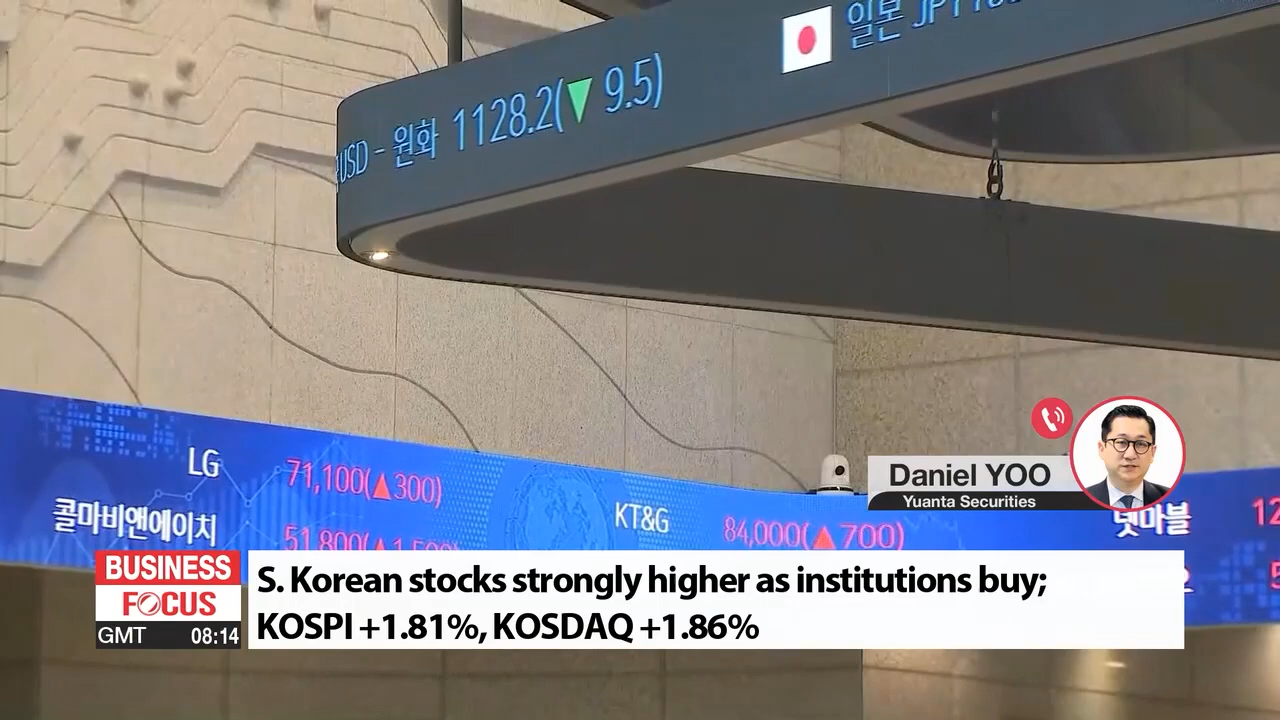 USD - 원화 1128.2(▼ 9.5)
일본
LG 71,100(▲300)
KT&G 84,000(▲700)
넷마블
콜마비앤에이치
Daniel YOO
Yuanta Securities
BUSINESS
FOCUS
GMT 08:14
S. Korean stocks strongly higher as institutions buy;
KOSPI +1.81%, KOSDAQ +1.86%